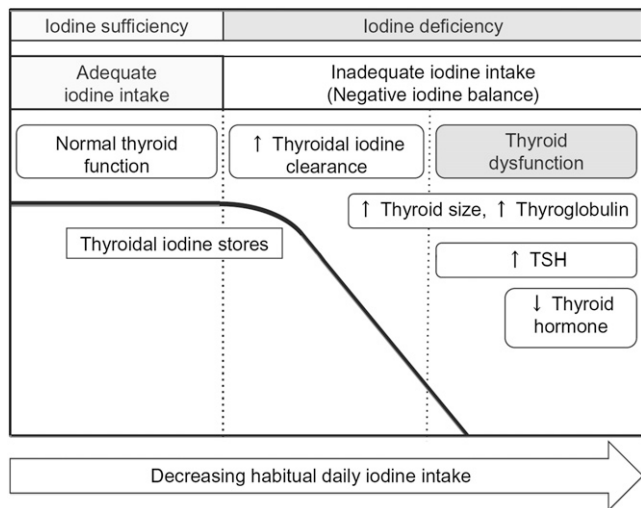 Iodine sufficiency
Iodine deficiency
Adequate
iodine intake
Inadequate iodine intake
(Negative iodine balance)
Normal thyroid
function
↑ Thyroidal iodine
clearance
Thyroid
dysfunction
↑ Thyroid size, ↑ Thyroglobulin
Thyroidal iodine stores
↑ TSH
↓ Thyroid
hormone
Decreasing habitual daily iodine intake